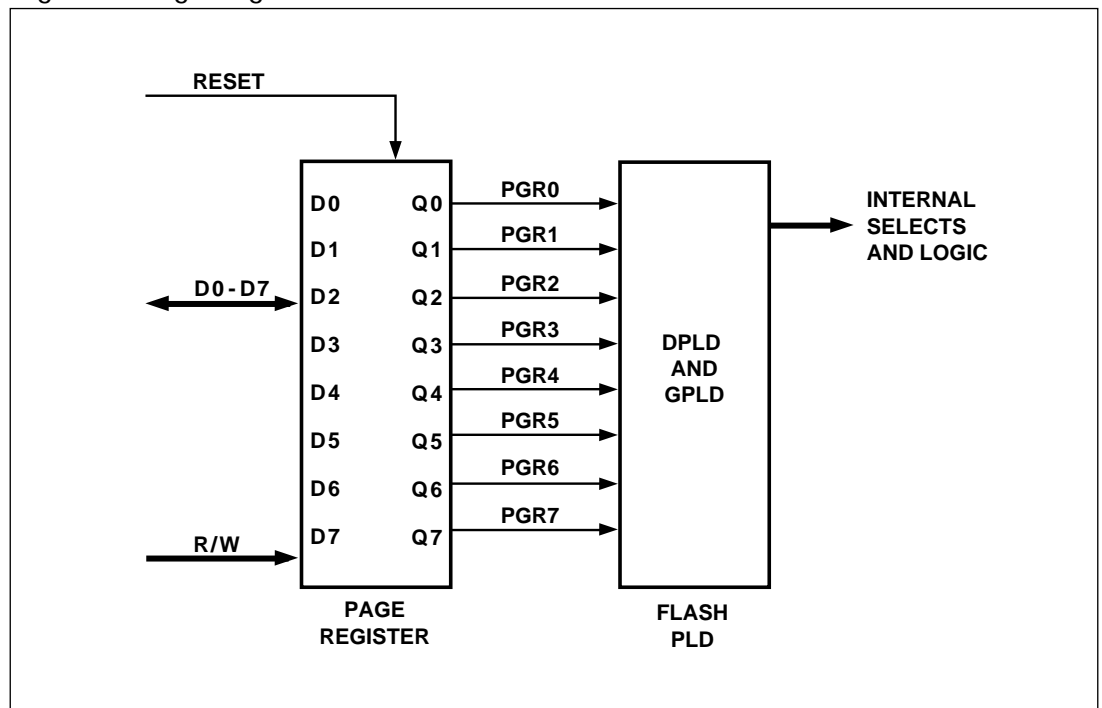 RESET
D0-D7
R/W
D0
D1
D2
D3
D4
D5
D6
D7
Q0
Q1
Q2
Q3
Q4
Q5
Q6
Q7
PAGE
REGISTER
PGR0
PGR1
PGR2
PGR3
PGR4
PGR5
PGR6
PGR7
DPLD
AND
GPLD
FLASH
PLD
INTERNAL
SELECTS
AND LOGIC